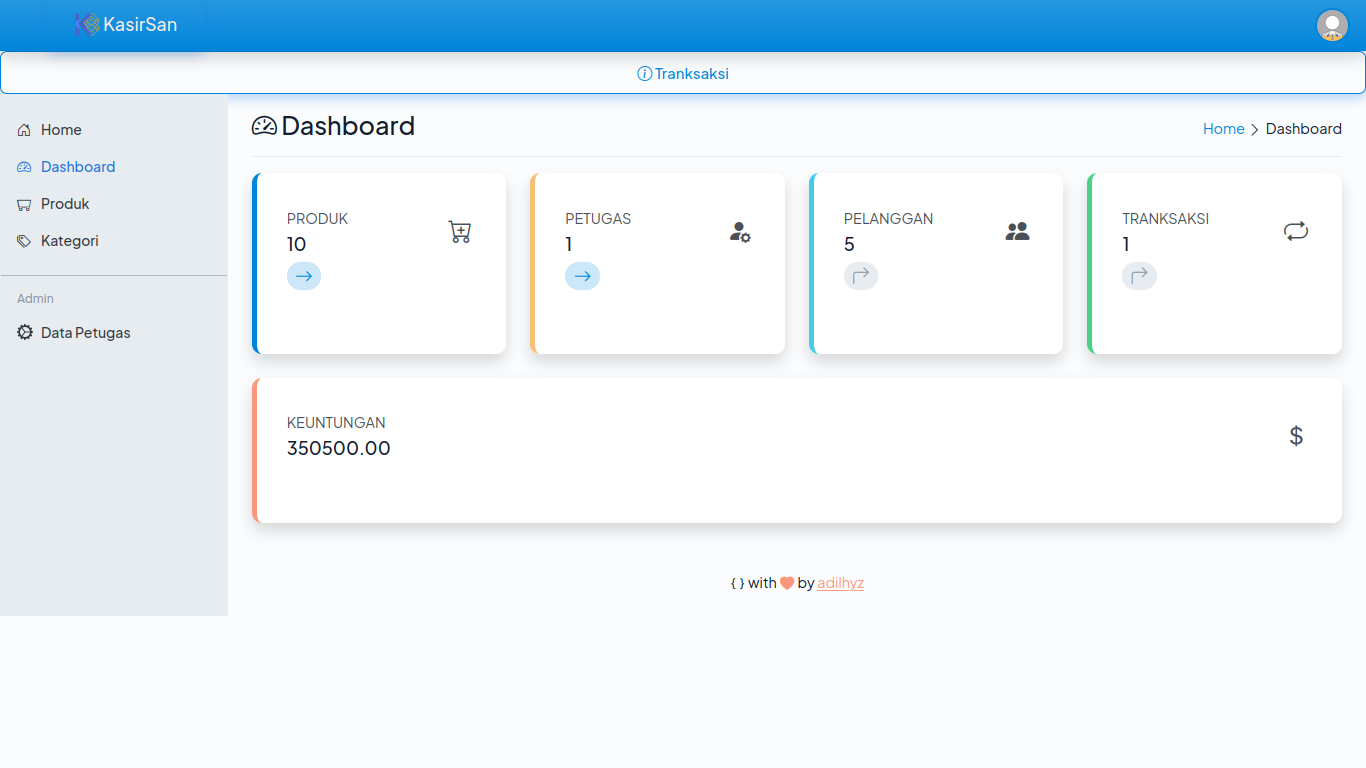 KasirSan
Tranksaksi
Home
Dashboard
Produk
Kategori
Admin
Data Petugas
Dashboard
Home > Dashboard
PRODUK
10
PETUGAS
1
PELANGGAN
5
TRANKSAKSI
1
KEUNTUNGAN
350500.00
$
{ } with by adilhyz